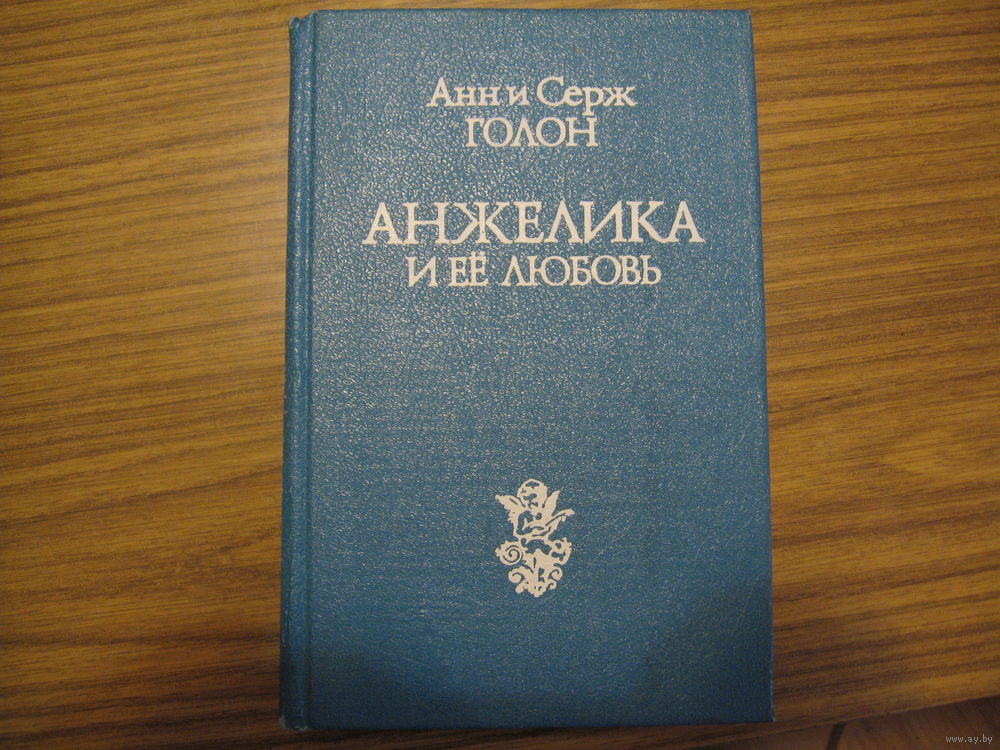 Анн и Серж
ГОЛОН
АНЖЕЛИКА
И ЕЁ ЛЮБОВЬ
www.ay.by